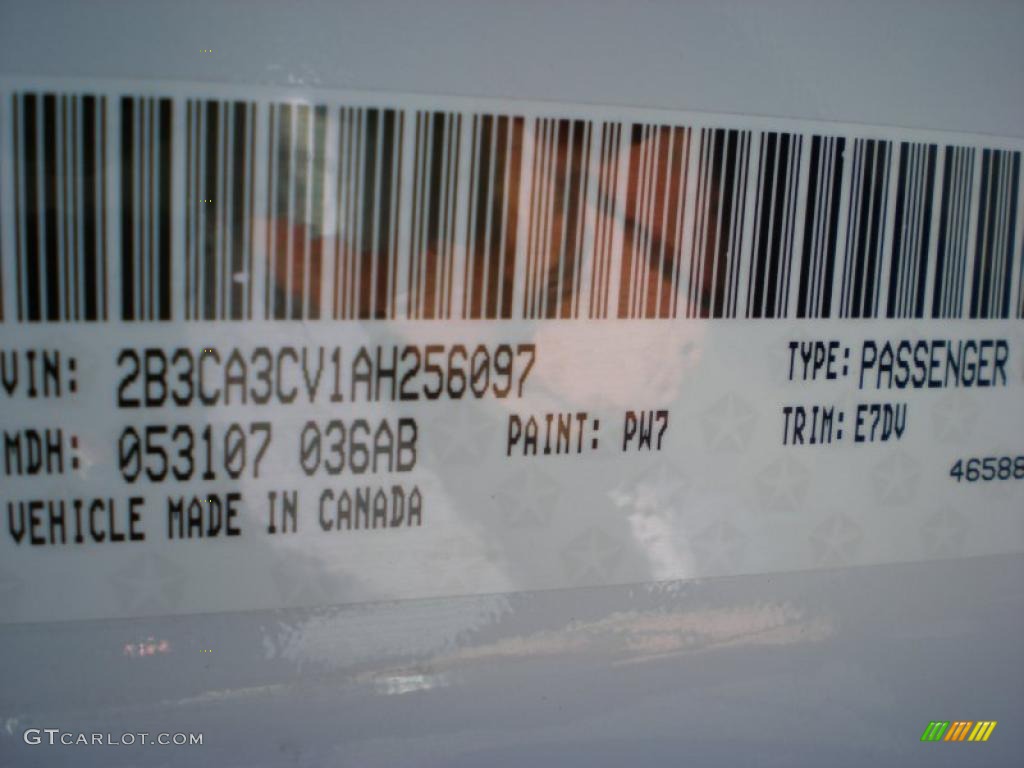 VIN: 2B3CA3CV1AH256097 TYPE: PASSENGER
MDH: 053107 036AB PAINT: PW7 TRIM: E7DV
46588
VEHICLE MADE IN CANADA
GTCARLOT.COM